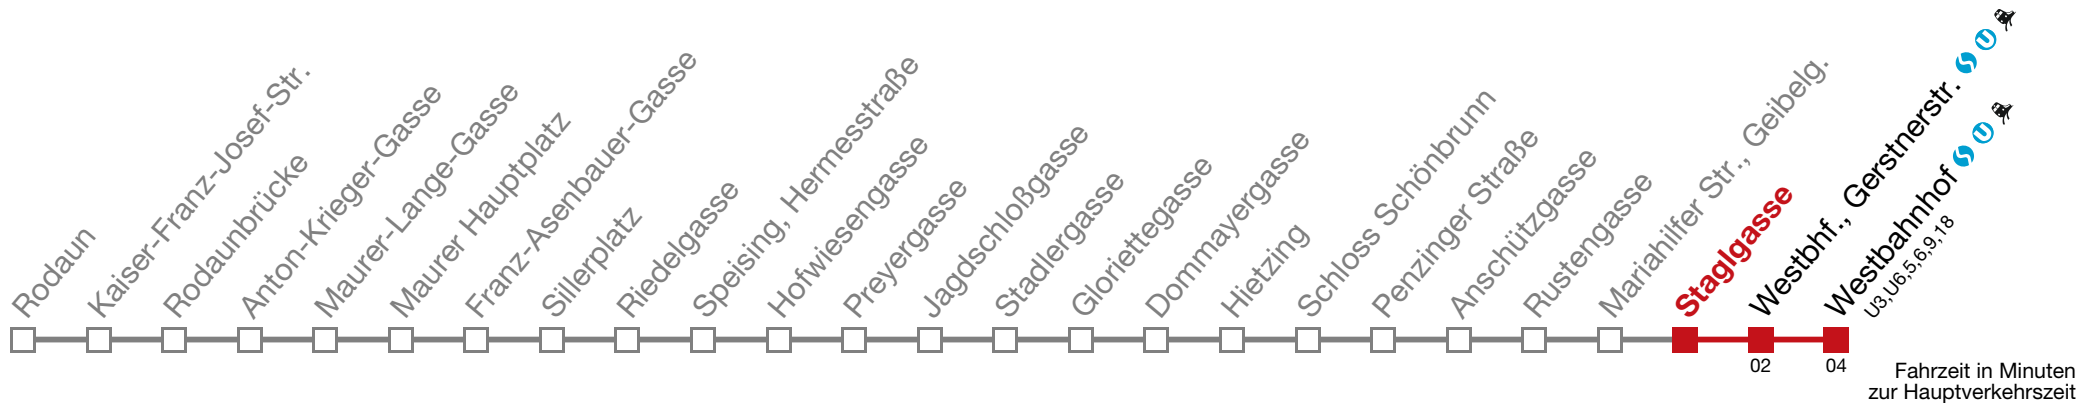 Rodaun
Kaiser-Franz-Josef-Str.
Rodaunbrücke
Anton-Krieger-Gasse
Maurer-Lange-Gasse
Maurer Hauptplatz
Franz-Asenbauer-Gasse
Sillerplatz
Riedelgasse
Speising, Hermesstraße
Hofwiesengasse
Preyergasse
Jagdschloßgasse
Stadlergasse
Gloriettegasse
Dommayergasse
Hietzing
Schloss Schönbrunn
Penzinger Straße
Anschützgasse
Rustengasse
Mariahilfer Str., Geibelg.
Staglgasse
Westbhf., Gerstnerstr. S U
Westbahnhof S U
U3,U6,5,6,9,18
02
04
Fahrzeit in Minuten
zur Hauptverkehrszeit